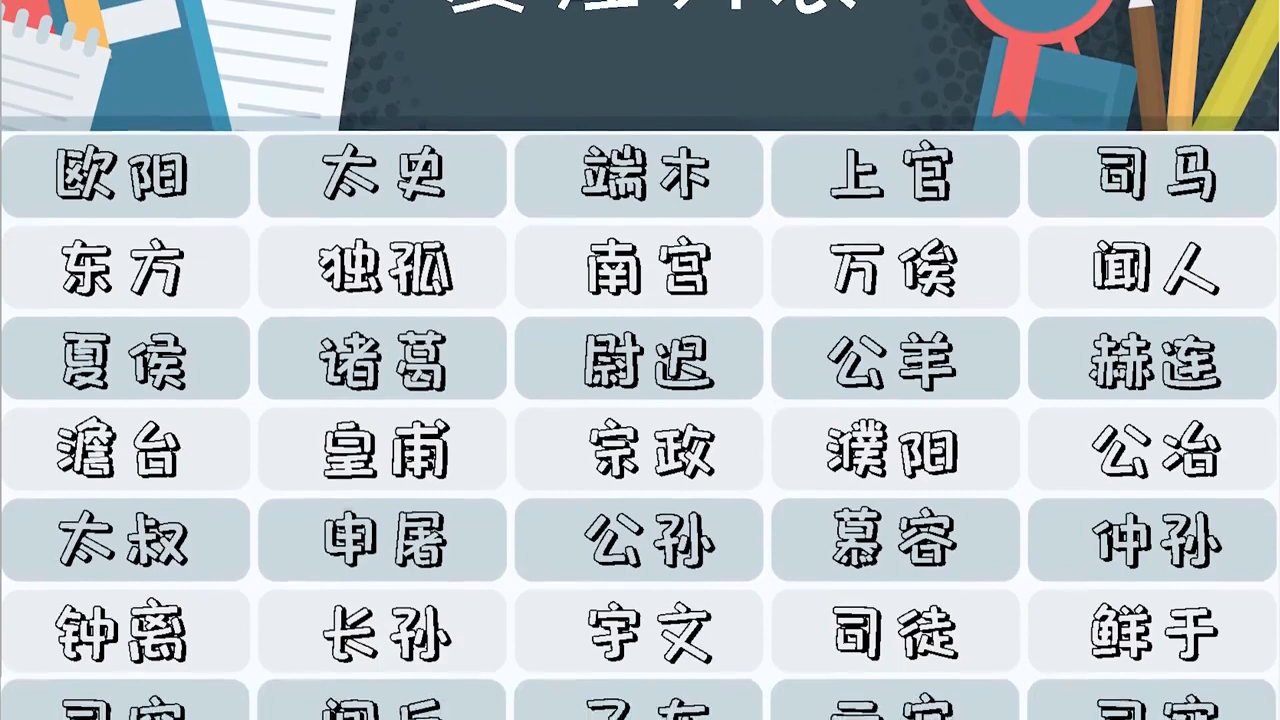 欧阳 太史 端木 上官 司马
东方 独孤 南宫 万俟 闻人
夏侯 诸葛 尉迟 公羊 赫连
澹台 皇甫 宗政 濮阳 公冶
太叔 申屠 公孙 慕容 仲孙
钟离 长孙 宇文 司徒 鲜于